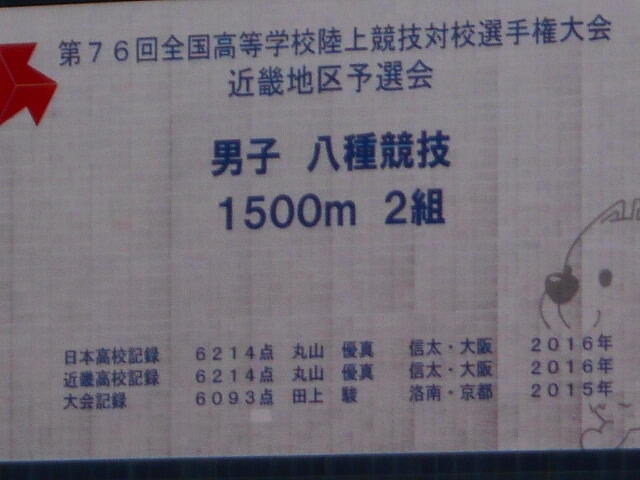 第７６回全国高等学校陸上競技対校選手権大会
近畿地区予選会
男子 八種競技
1500m 2組
日本高校記録 ６２１４点 丸山 優真 信太・大阪 ２０１６年
近畿高校記録 ６２１４点 丸山 優真 信太・大阪 ２０１６年
大会記録 ６０９３点 田上 駿 洛南・京都 ２０１５年